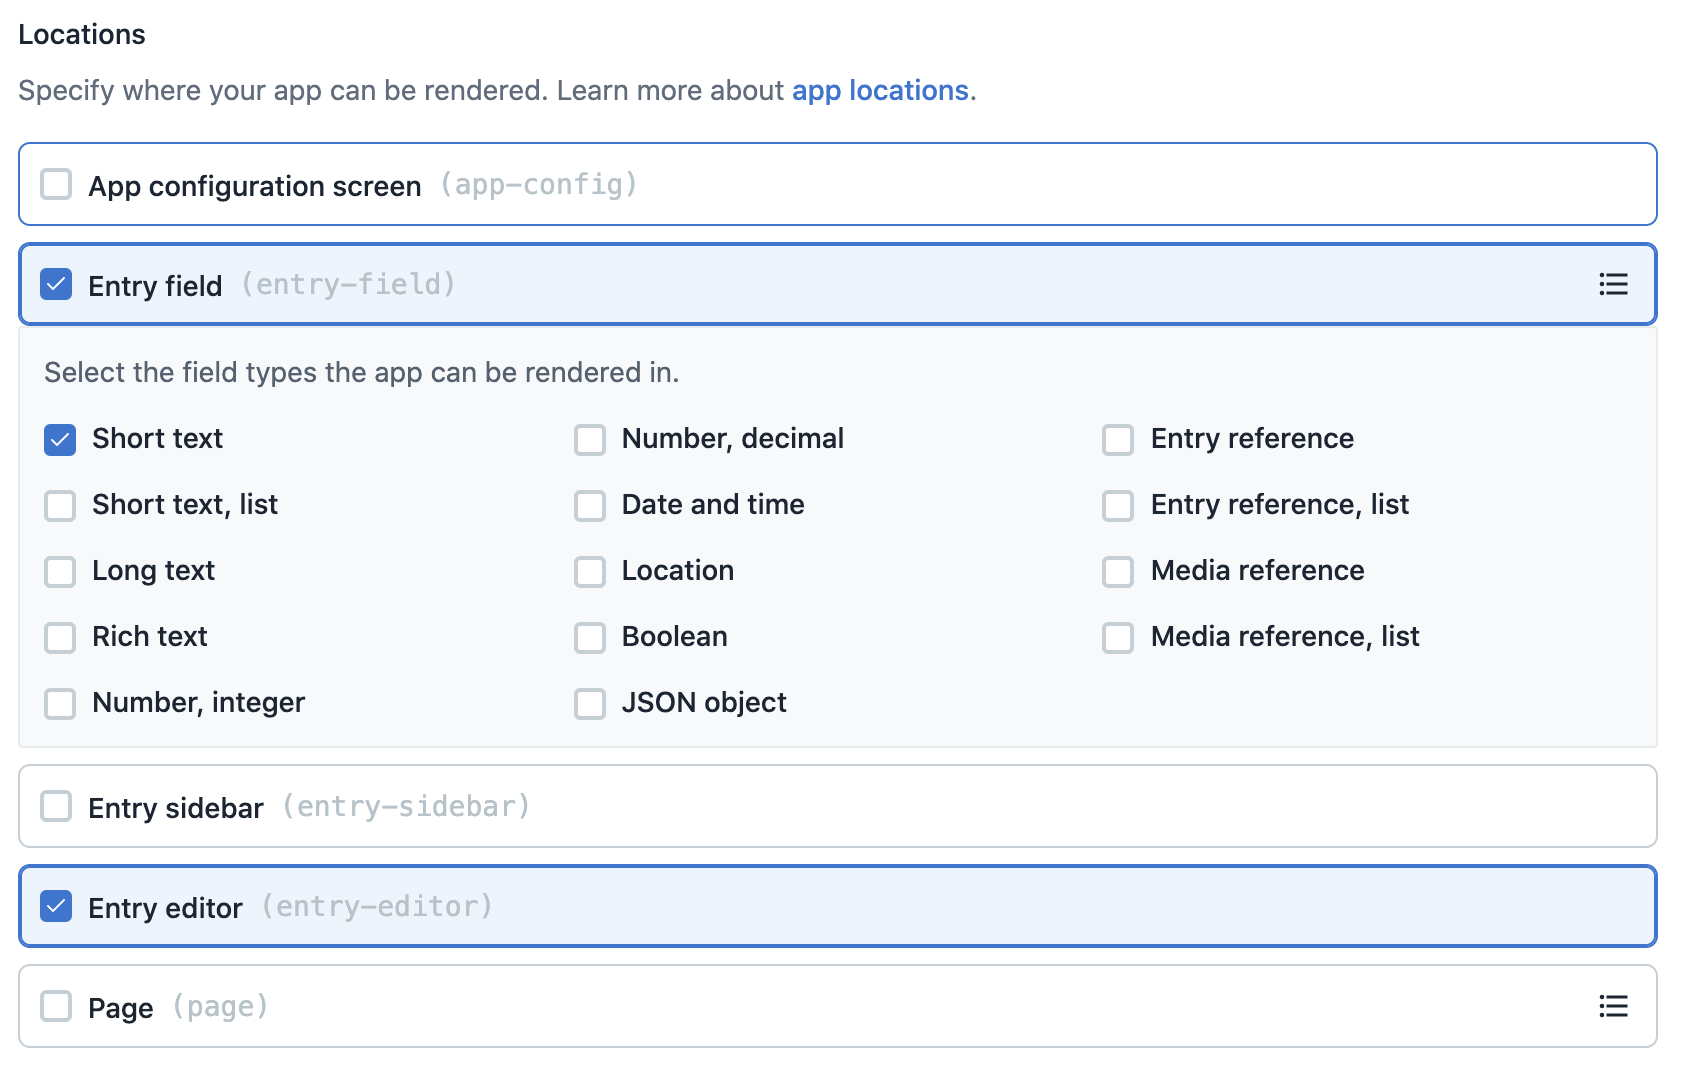 Locations
Specify where your app can be rendered. Learn more about app locations.
App configuration screen (app-config)
Entry field (entry-field)
Select the field types the app can be rendered in.
Short text
Short text, list
Long text
Rich text
Number, integer
Number, decimal
Date and time
Location
Boolean
JSON object
Entry reference
Entry reference, list
Media reference
Media reference, list
Entry sidebar (entry-sidebar)
Entry editor (entry-editor)
Page (page)